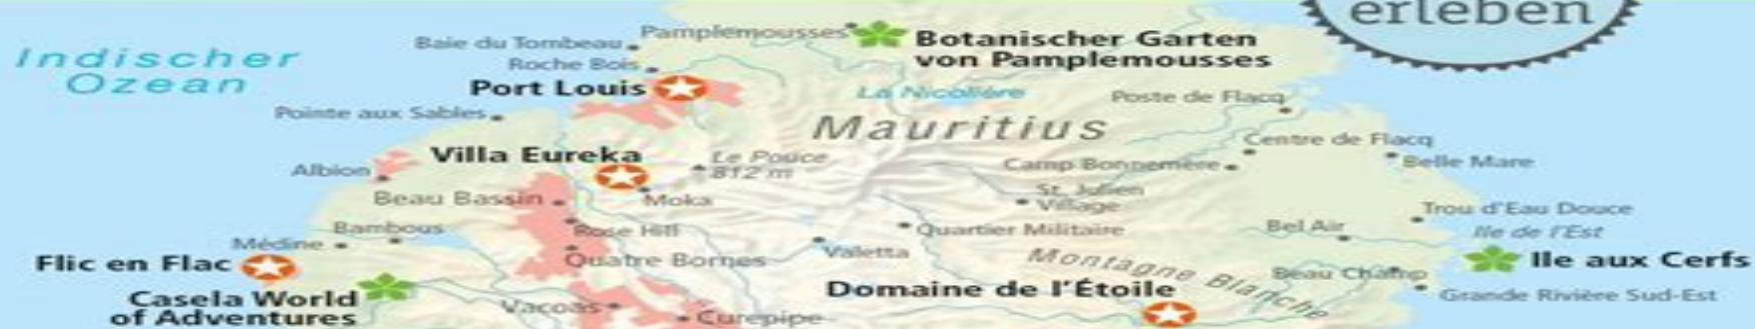 erleben
Pamplemousses
Botanischer Garten
von Pamplemousses
Baie du Tombeau
Roche Bois
Indischer
Ozean
Port Louis
La Nicolière
Poste de Flacq
Pointe aux Sables
Mauritius
Centre de Flacq
Villa Eureka
Le Pouce
812 m
Camp Bonnemère
Belle Mare
Albion
Beau Bassin
Moka
St. Julien
Village
Trou d'Eau Douce
Bambous
Rose Hill
Quartier Militaire
Bel Air
Ile de l'Est
Médine
Valetta
Flic en Flac
Quatre Bornes
Montagne Blanche
Beau Champ
Ile aux Cerfs
Casela World
of Adventures
Domaine de l'Étoile
Grande Rivière Sud-Est
Vacoas
Curepipe